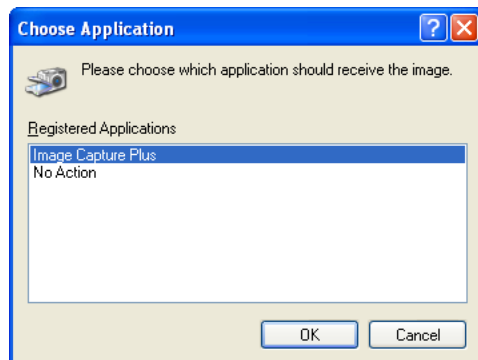 Choose Application
Please choose which application should receive the image.
Registered Applications
Image Capture Plus
No Action
OK
Cancel